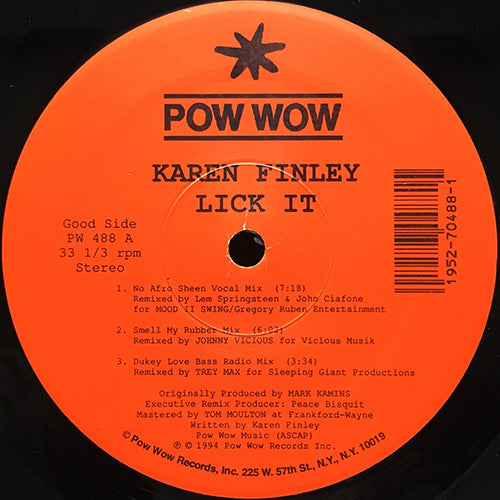 POW WOW
KAREN FINLEY
LICK IT
Good Side
PW 488 A
33 1/3 rpm
Stereo
1952-70488-1
1. No Afro Sheen Vocal Mix (7:18)
Remixed by Lem Springsteen & John Ciafone
for MOOD II SWING/Gregory Ruben Entertainment
2. Smell My Rubber Mix (6:02)
Remixed by JOHNNY VICIOUS for Vicious Musik
3. Dukey Love Bass Radio Mix (3:34)
Remixed by TREY MAX for Sleeping Giant Productions
Originally Produced by MARK KAMINS
Executive Remix Producer: Peace Bisquit
Mastered by TOM MOULTON at Frankford-Wayne
Written by Karen Finley
Pow Wow Music (ASCAP)
℗ © 1994 Pow Wow Records Inc.
© Pow Wow Records, Inc. 225 W. 57th St., N.Y., N.Y. 10019